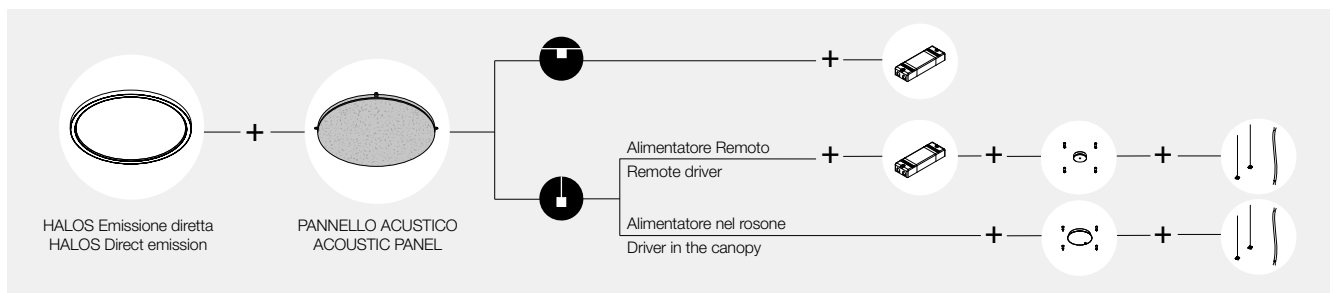 HALOS Emissione diretta
HALOS Direct emission
PANNELLO ACUSTICO
ACOUSTIC PANEL
Alimentatore Remoto
Remote driver
Alimentatore nel rosone
Driver in the canopy